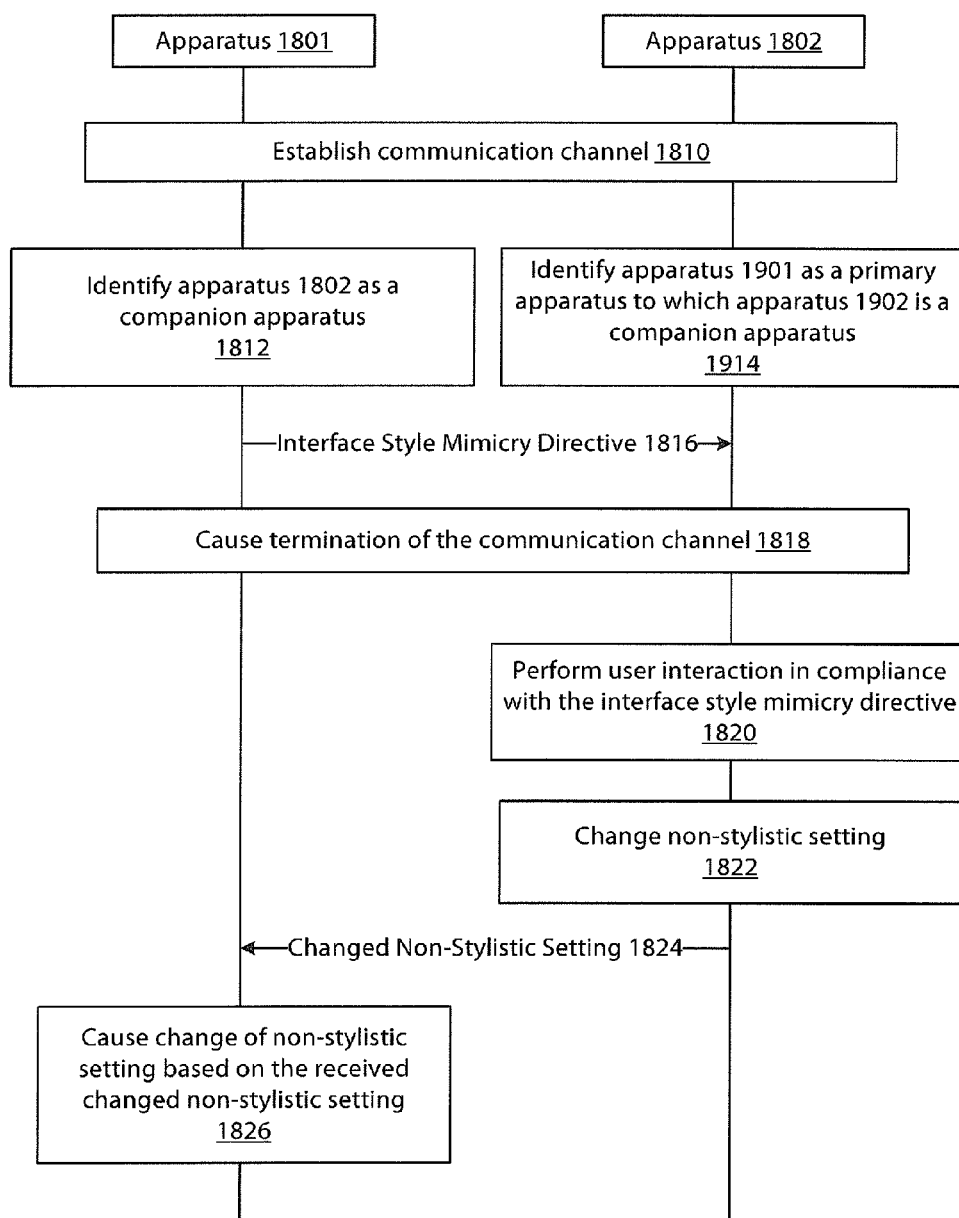 Apparatus 1801
Apparatus 1802
Establish communication channel 1810
Identify apparatus 1802 as a
companion apparatus
1812
Identify apparatus 1901 as a primary
apparatus to which apparatus 1902 is a
companion apparatus
1914
Interface Style Mimicry Directive 1816
Cause termination of the communication channel 1818
Perform user interaction in compliance
with the interface style mimicry directive
1820
Change non-stylistic setting
1822
Changed Non-Stylistic Setting 1824
Cause change of non-stylistic
setting based on the received
changed non-stylistic setting
1826